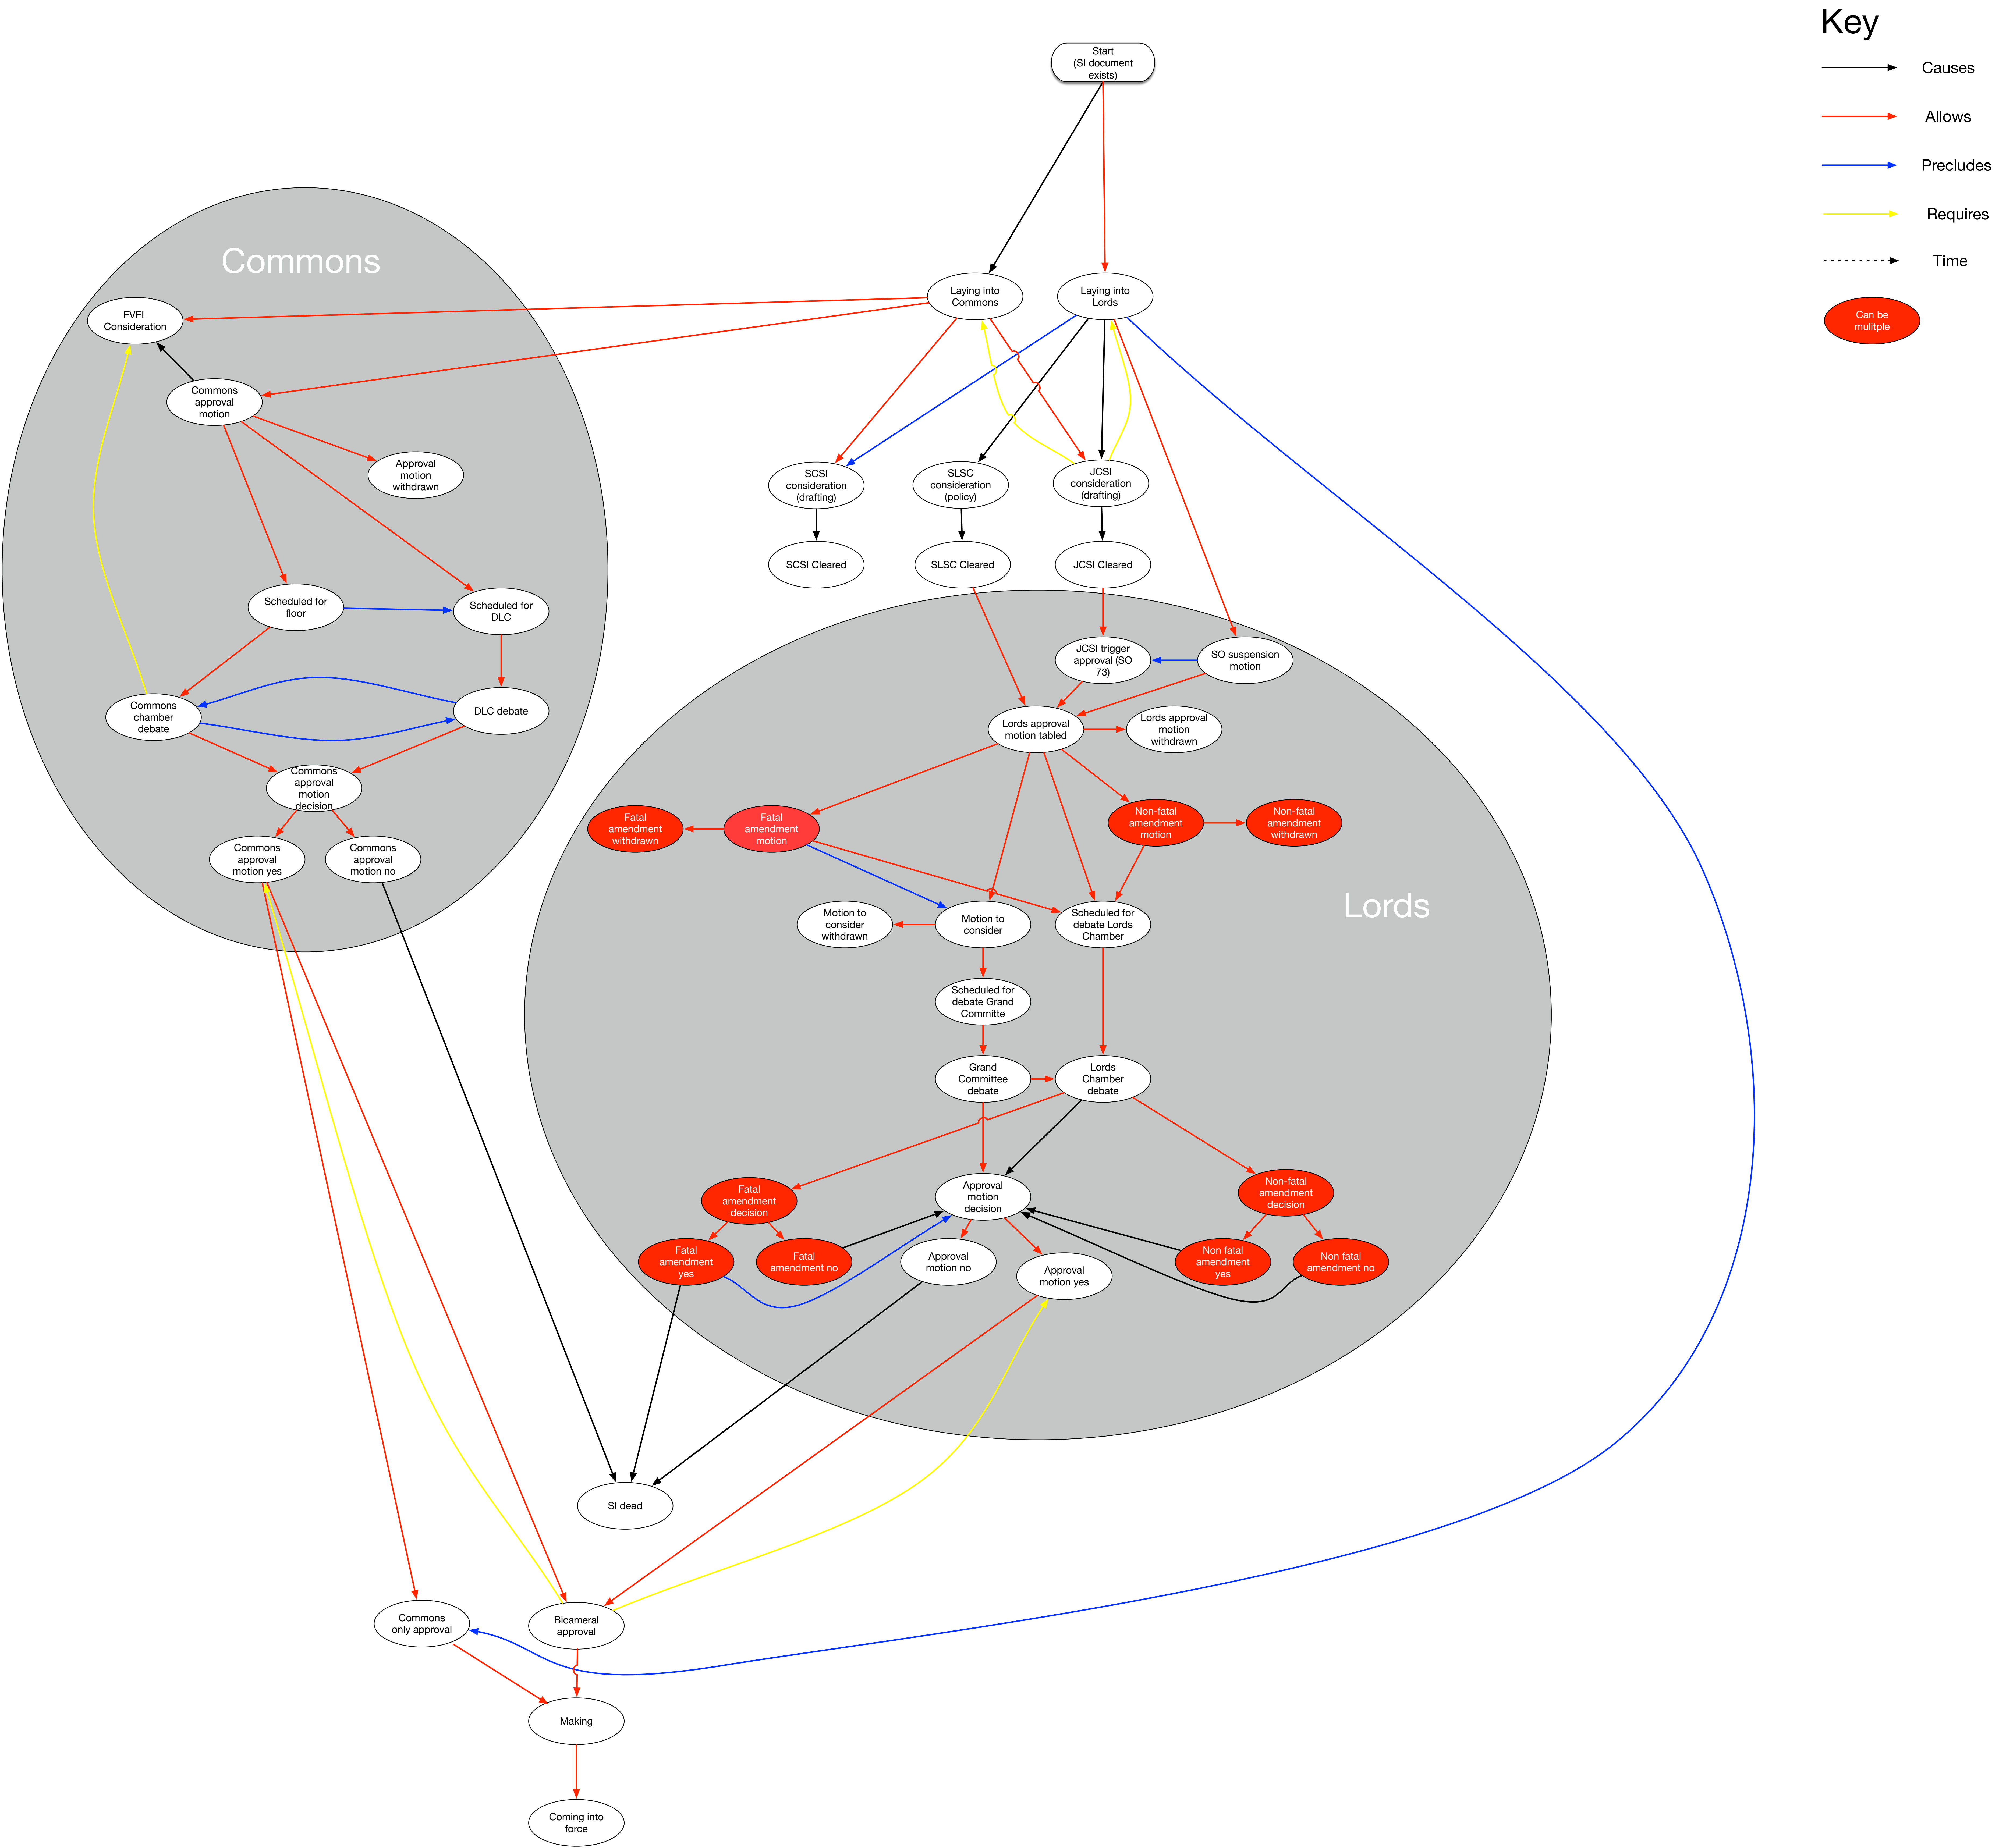 Key
Start
(SI document
exists)
Causes
Allows
Precludes
Requires
Time
Can be
mulitple
Commons
Laying into
Commons
Laying into
Lords
EVEL
Consideration
Commons
approval
motion
Approval
motion
withdrawn
SCSI
consideration
(drafting)
SLSC
consideration
(policy)
JCSI
consideration
(drafting)
SCSI Cleared
SLSC Cleared
JCSI Cleared
Scheduled for
floor
Scheduled for
DLC
JCSI trigger
approval (SO
73)
SO suspension
motion
Commons
chamber
debate
DLC debate
Lords approval
motion tabled
Lords approval
motion
withdrawn
Commons
approval
motion
decision
Fatal
amendment
withdrawn
Fatal
amendment
motion
Non-fatal
amendment
motion
Non-fatal
amendment
withdrawn
Commons
approval
motion yes
Commons
approval
motion no
Lords
Motion to
consider
withdrawn
Motion to
consider
Scheduled for
debate Lords
Chamber
Scheduled for
debate Grand
Committe
Grand
Committee
debate
Lords
Chamber
debate
Fatal
amendment
decision
Approval
motion
decision
Non-fatal
amendment
decision
Fatal
amendment
yes
Fatal
amendment no
Approval
motion no
Approval
motion yes
Non fatal
amendment
yes
Non fatal
amendment no
SI dead
Commons
only approval
Bicameral
approval
Making
Coming into
force